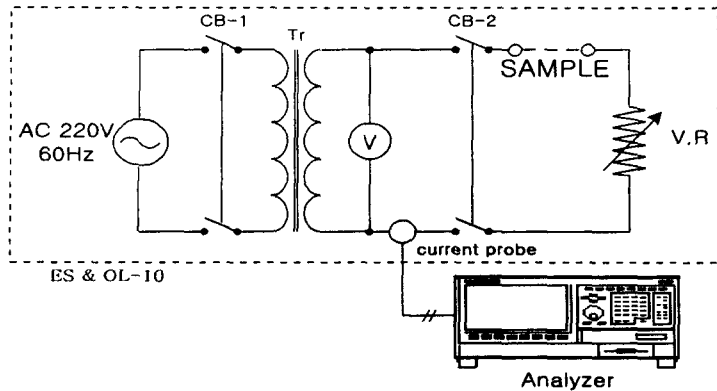 CB-1
Tr
CB-2
SAMPLE
AC 220V
60Hz
V
V.R
current probe
ES & OL-10
Analyzer